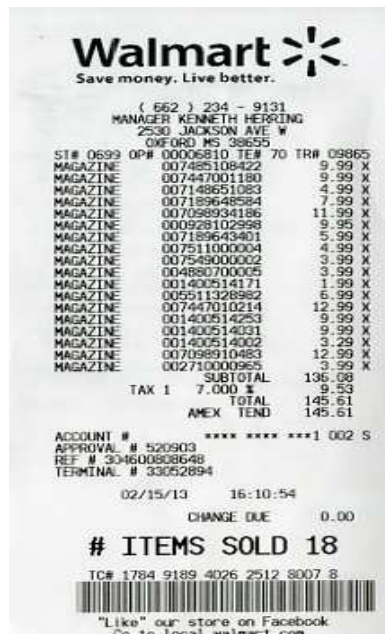 Walmart
Save money. Live better.
( 662 ) 234 - 9131
MANAGER KENNETH HERRING
2530 JACKSON AVE W
OXFORD MS 38655
ST# 0699 OP# 00006810 TE# 70 TR# 09865
MAGAZINE 007485108422 9.99 X
MAGAZINE 007447001180 9.99 X
MAGAZINE 007148651083 4.99 X
MAGAZINE 007189648584 7.99 X
MAGAZINE 007098934186 11.99 X
MAGAZINE 000928102998 9.95 X
MAGAZINE 007189643401 5.99 X
MAGAZINE 007511000004 4.99 X
MAGAZINE 007549000002 3.99 X
MAGAZINE 004880700005 3.99 X
MAGAZINE 001400514171 1.99 X
MAGAZINE 005511328982 6.99 X
MAGAZINE 007447010214 12.99 X
MAGAZINE 001400514253 9.99 X
MAGAZINE 001400514031 9.99 X
MAGAZINE 001400514002 3.29 X
MAGAZINE 007098910483 12.99 X
MAGAZINE 002710000965 3.99 X
SUBTOTAL 136.08
TAX 1 7.000 % 9.53
TOTAL 145.61
AMEX TEND 145.61
ACCOUNT # **** **** ***1 002 S
APPROVAL # 520903
REF # 304600808648
TERMINAL # 33052894
02/15/13 16:10:54
CHANGE DUE 0.00
# ITEMS SOLD 18
TC# 1784 9189 4026 2512 8007 8
"Like" our store on Facebook
Go to local.walmart.com